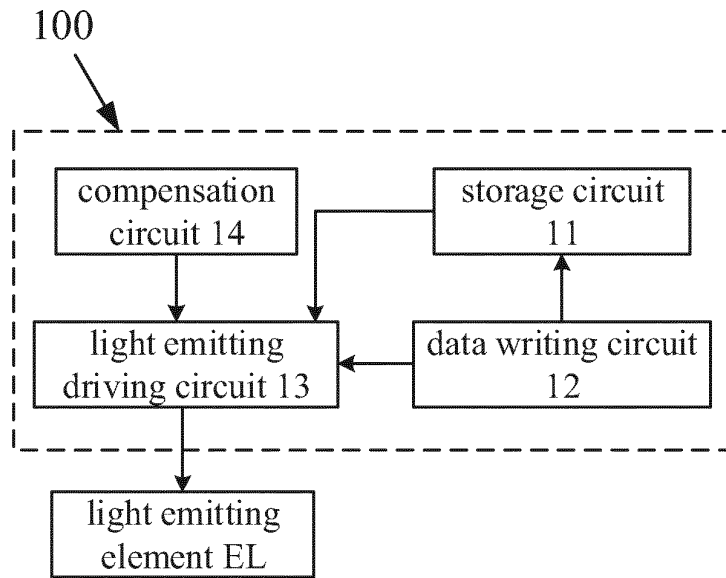 100
compensation
circuit 14
storage circuit
11
light emitting
driving circuit 13
data writing circuit
12
light emitting
element EL